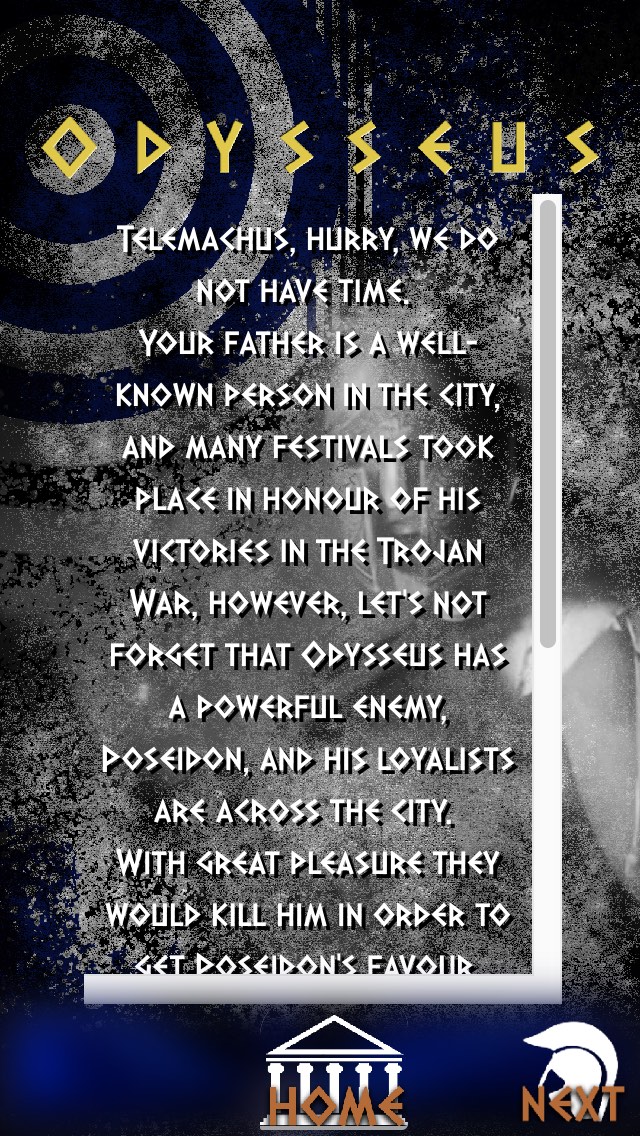 Odysseus
Telemachus, hurry, we do
not have time.
Your father is a well-
known person in the city,
and many festivals took
place in honour of his
victories in the Trojan
War, however, let's not
forget that Odysseus has
a powerful enemy,
Poseidon, and his loyalists
are across the city.
With great pleasure they
would kill him in order to
get Poseidon's favour
HOME
NEXT